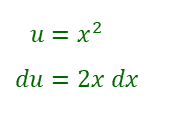 u = x²
du = 2x dx